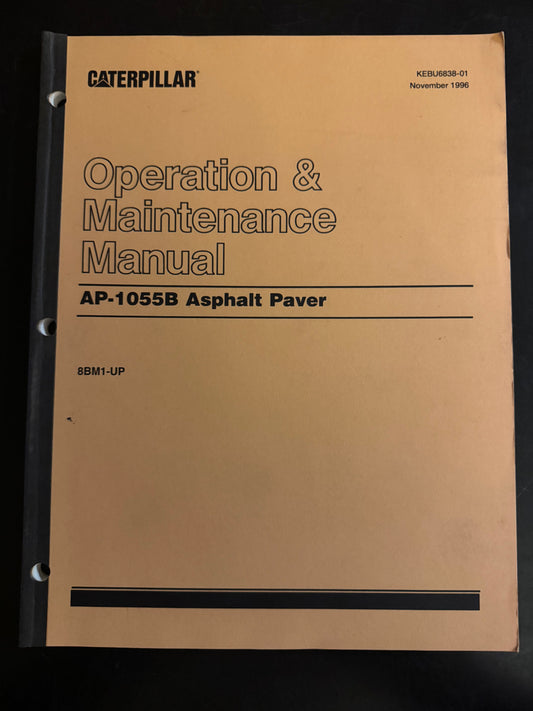 CATERPILLAR®
KEBU6838-01
November 1996
Operation &
Maintenance
Manual
AP-1055B Asphalt Paver
8BM1-UP